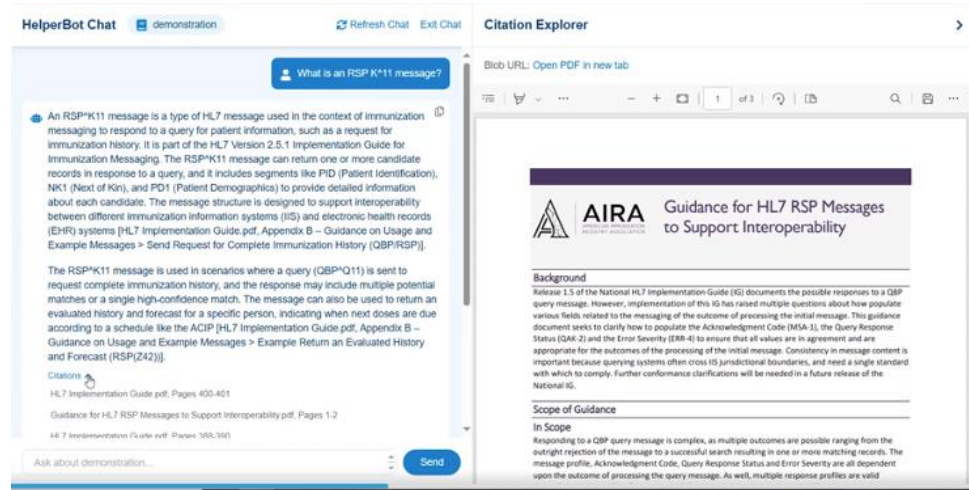 HelperBot Chat
demonstration
Refresh Chat
Exit Chat
What is an RSP K^11 message?
An RSP^K11 message is a type of HL7 message used in the context of immunization
messaging to respond to a query for patient information, such as a request for
immunization history. It is part of the HL7 Version 2.5.1 Implementation Guide for
Immunization Messaging. The RSP^K11 message can return one or more candidate
records in response to a query, and it includes segments like PID (Patient Identification),
NK1 (Next of Kin), and PD1 (Patient Demographics) to provide detailed information
about each candidate. The message structure is designed to support interoperability
between different immunization information systems (IIS) and electronic health records
(EHR) systems [HL7 Implementation Guide.pdf, Appendix B – Guidance on Usage and
Example Messages > Send Request for Complete Immunization History (QBP/RSP)].
The RSP^K11 message is used in scenarios where a query (QBP^Q11) is sent to
request complete immunization history, and the response may include multiple potential
matches or a single high-confidence match. The message can also be used to return an
evaluated history and forecast for a specific person, indicating when next doses are due
according to a schedule like the ACIP [HL7 Implementation Guide.pdf, Appendix B –
Guidance on Usage and Example Messages > Example Return an Evaluated History
and Forecast (RSP(Z42))].
Citations
HL7 Implementation Guide.pdf, Pages 400-401
Guidance for HL7 RSP Messages to Support Interoperability.pdf, Pages 1-2
HL7 Implementation Guide.pdf, Pages 388-390
Ask about demonstration...
Send
Citation Explorer
Blob URL: Open PDF in new tab
1 of 3
AIRA
AMERICAN IMMUNIZATION
REGISTRY ASSOCIATION
Guidance for HL7 RSP Messages
to Support Interoperability
Background
Release 1.5 of the National HL7 Implementation Guide (IG) documents the possible responses to a QBP
query message. However, implementation of this IG has raised multiple questions about how populate
various fields related to the messaging of the outcome of processing the initial message. This guidance
document seeks to clarify how to populate the Acknowledgment Code (MSA-1), the Query Response
Status (QAK-2) and the Error Severity (ERR-4) to ensure that all values are in agreement and are
appropriate for the outcomes of the processing of the initial message. Consistency in message content is
important because querying systems often cross IIS jurisdictional boundaries, and need a single standard
with which to comply. Further conformance clarifications will be needed in a future release of the
National IG.
Scope of Guidance
In Scope
Responding to a QBP query message is complex, as multiple outcomes are possible ranging from the
outright rejection of the message to a successful search resulting in one or more matching records. The
message profile, Acknowledgment Code, Query Response Status and Error Severity are all dependent
upon the outcome of processing the query message. As well, multiple response profiles are valid